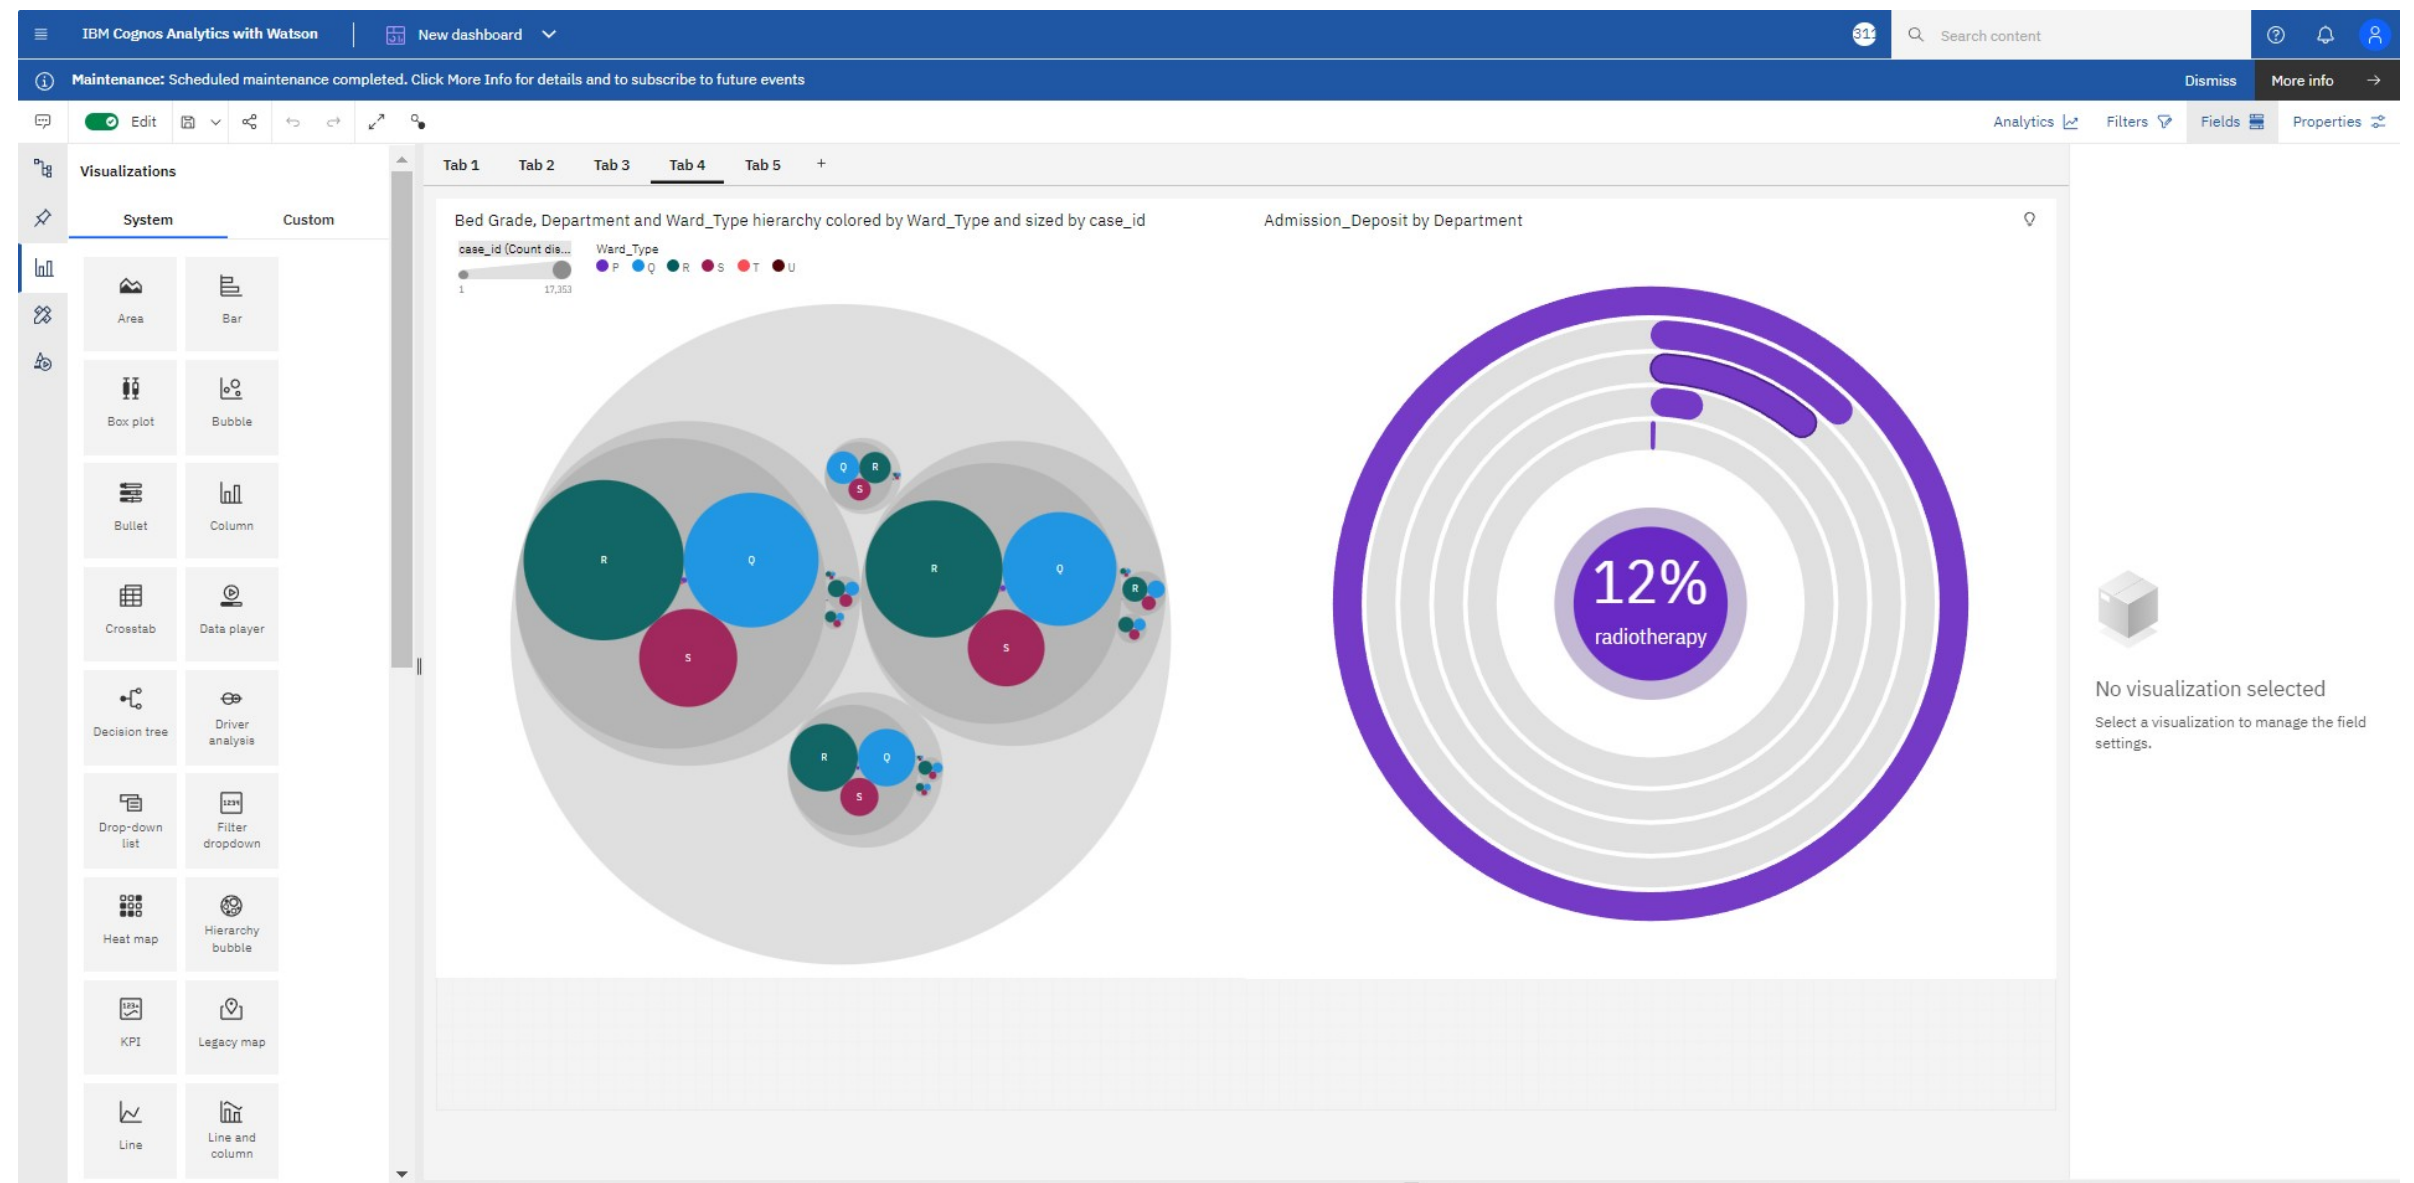 IBM Cognos Analytics with Watson
New dashboard
311
Search content
Maintenance: Scheduled maintenance completed. Click More Info for details and to subscribe to future events
Dismiss
More info
Edit
Analytics
Filters
Fields
Properties
Visualizations
System
Custom
Area
Bar
Box plot
Bubble
Bullet
Column
Crosstab
Data player
Decision tree
Driver
analysis
Drop-down
list
Filter
dropdown
Heat map
Hierarchy
bubble
KPI
Legacy map
Line
Line and
column
Tab 1
Tab 2
Tab 3
Tab 4
Tab 5
+
Bed Grade, Department and Ward_Type hierarchy colored by Ward_Type and sized by case_id
case_id (Count dis...
1
17,353
Ward_Type
P Q R S T U
Q R
S
R Q
S
R Q
S
R
R Q
S
Admission_Deposit by Department
12%
radiotherapy
No visualization selected
Select a visualization to manage the field
settings.